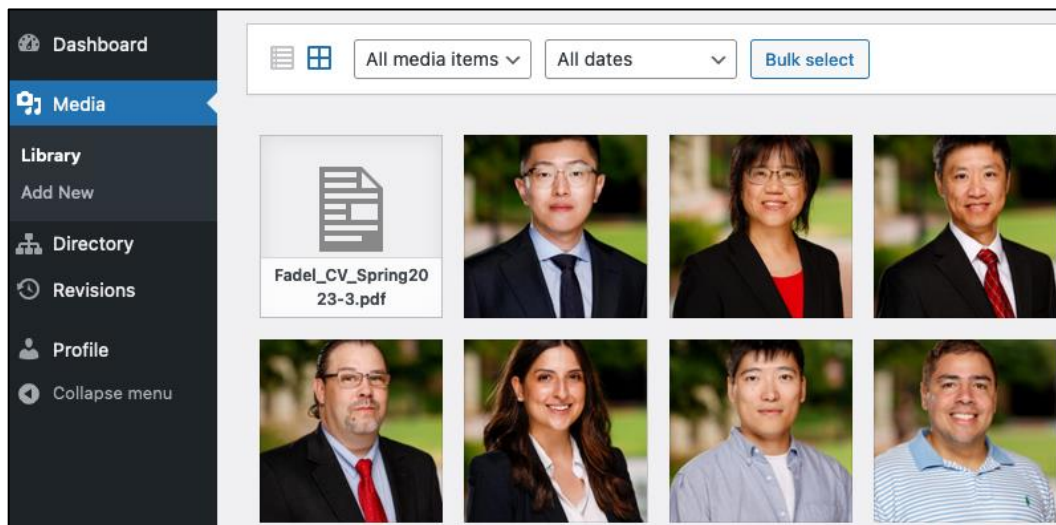 Dashboard
Media
Library
Add New
Directory
Revisions
Profile
Collapse menu
All media items
All dates
Bulk select
Fadel_CV_Spring20
23-3.pdf